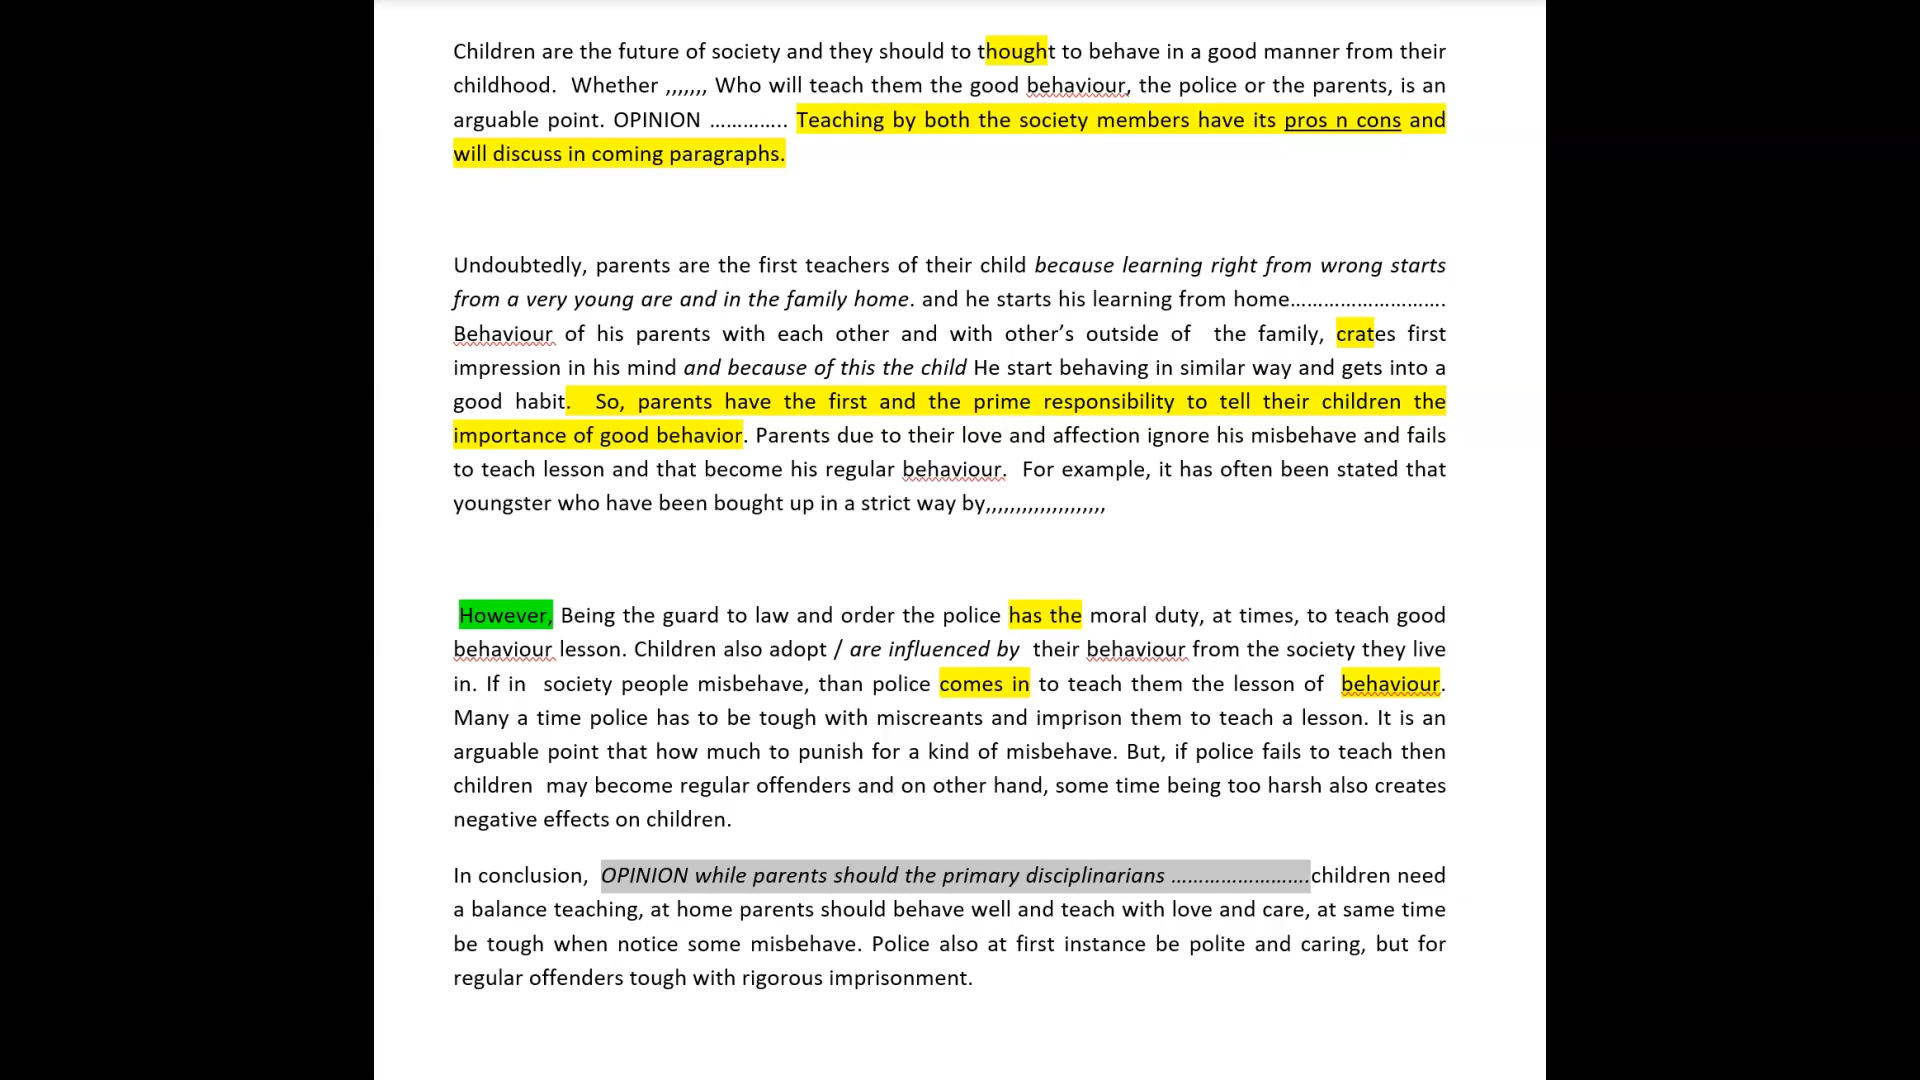 Children are the future of society and they should to thought to behave in a good manner from their
childhood.  Whether ,,,,,,, Who will teach them the good behaviour, the police or the parents, is an
arguable point. OPINION ………….. Teaching by both the society members have its pros n cons and
will discuss in coming paragraphs.
Undoubtedly, parents are the first teachers of their child because learning right from wrong starts
from a very young are and in the family home. and he starts his learning from home……………………….
Behaviour of his parents with each other and with other’s outside of  the family, crates first
impression in his mind and because of this the child He start behaving in similar way and gets into a
good habit.  So, parents have the first and the prime responsibility to tell their children the
importance of good behavior. Parents due to their love and affection ignore his misbehave and fails
to teach lesson and that become his regular behaviour.  For example, it has often been stated that
youngster who have been bought up in a strict way by,,,,,,,,,,,,,,,,,,,,
However, Being the guard to law and order the police has the moral duty, at times, to teach good
behaviour lesson. Children also adopt / are influenced by  their behaviour from the society they live
in. If in  society people misbehave, than police comes in to teach them the lesson of  behaviour.
Many a time police has to be tough with miscreants and imprison them to teach a lesson. It is an
arguable point that how much to punish for a kind of misbehave. But, if police fails to teach then
children  may become regular offenders and on other hand, some time being too harsh also creates
negative effects on children.
In conclusion,  OPINION while parents should the primary disciplinarians …………………….children need
a balance teaching, at home parents should behave well and teach with love and care, at same time
be tough when notice some misbehave. Police also at first instance be polite and caring, but for
regular offenders tough with rigorous imprisonment.